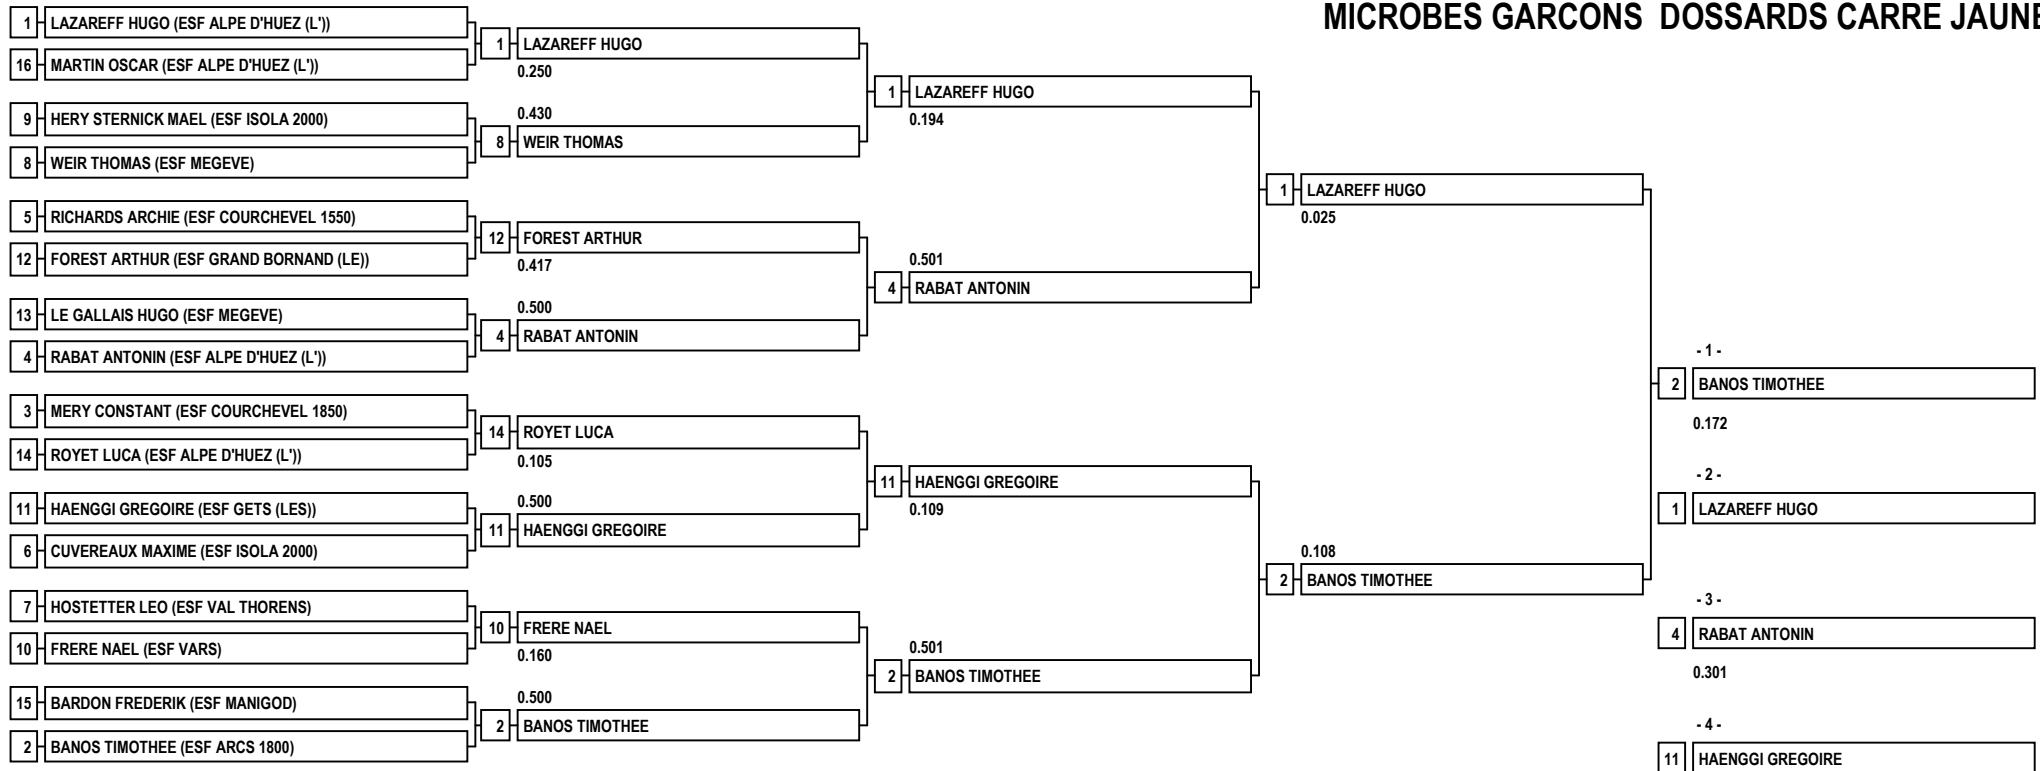 MICROBES GARCONS  DOSSARDS CARRE JAUNE
1 LAZAREFF HUGO (ESF ALPE D'HUEZ (L'))
16 MARTIN OSCAR (ESF ALPE D'HUEZ (L'))
9 HERY STERNICK MAEL (ESF ISOLA 2000)
8 WEIR THOMAS (ESF MEGEVE)
5 RICHARDS ARCHIE (ESF COURCHEVEL 1550)
12 FOREST ARTHUR (ESF GRAND BORNAND (LE))
13 LE GALLAIS HUGO (ESF MEGEVE)
4 RABAT ANTONIN (ESF ALPE D'HUEZ (L'))
3 MERY CONSTANT (ESF COURCHEVEL 1850)
14 ROYET LUCA (ESF ALPE D'HUEZ (L'))
11 HAENGGI GREGOIRE (ESF GETS (LES))
6 CUVEREAUX MAXIME (ESF ISOLA 2000)
7 HOSTETTER LEO (ESF VAL THORENS)
10 FRERE NAEL (ESF VARS)
15 BARDON FREDERIK (ESF MANIGOD)
2 BANOS TIMOTHEE (ESF ARCS 1800)
1 LAZAREFF HUGO
0.250
0.430
8 WEIR THOMAS
12 FOREST ARTHUR
0.417
0.500
4 RABAT ANTONIN
14 ROYET LUCA
0.105
0.500
11 HAENGGI GREGOIRE
10 FRERE NAEL
0.160
0.500
2 BANOS TIMOTHEE
1 LAZAREFF HUGO
0.194
0.501
4 RABAT ANTONIN
11 HAENGGI GREGOIRE
0.109
0.501
2 BANOS TIMOTHEE
1 LAZAREFF HUGO
0.025
0.108
2 BANOS TIMOTHEE
- 1 -
2 BANOS TIMOTHEE
0.172
- 2 -
1 LAZAREFF HUGO
- 3 -
4 RABAT ANTONIN
0.301
- 4 -
11 HAENGGI GREGOIRE